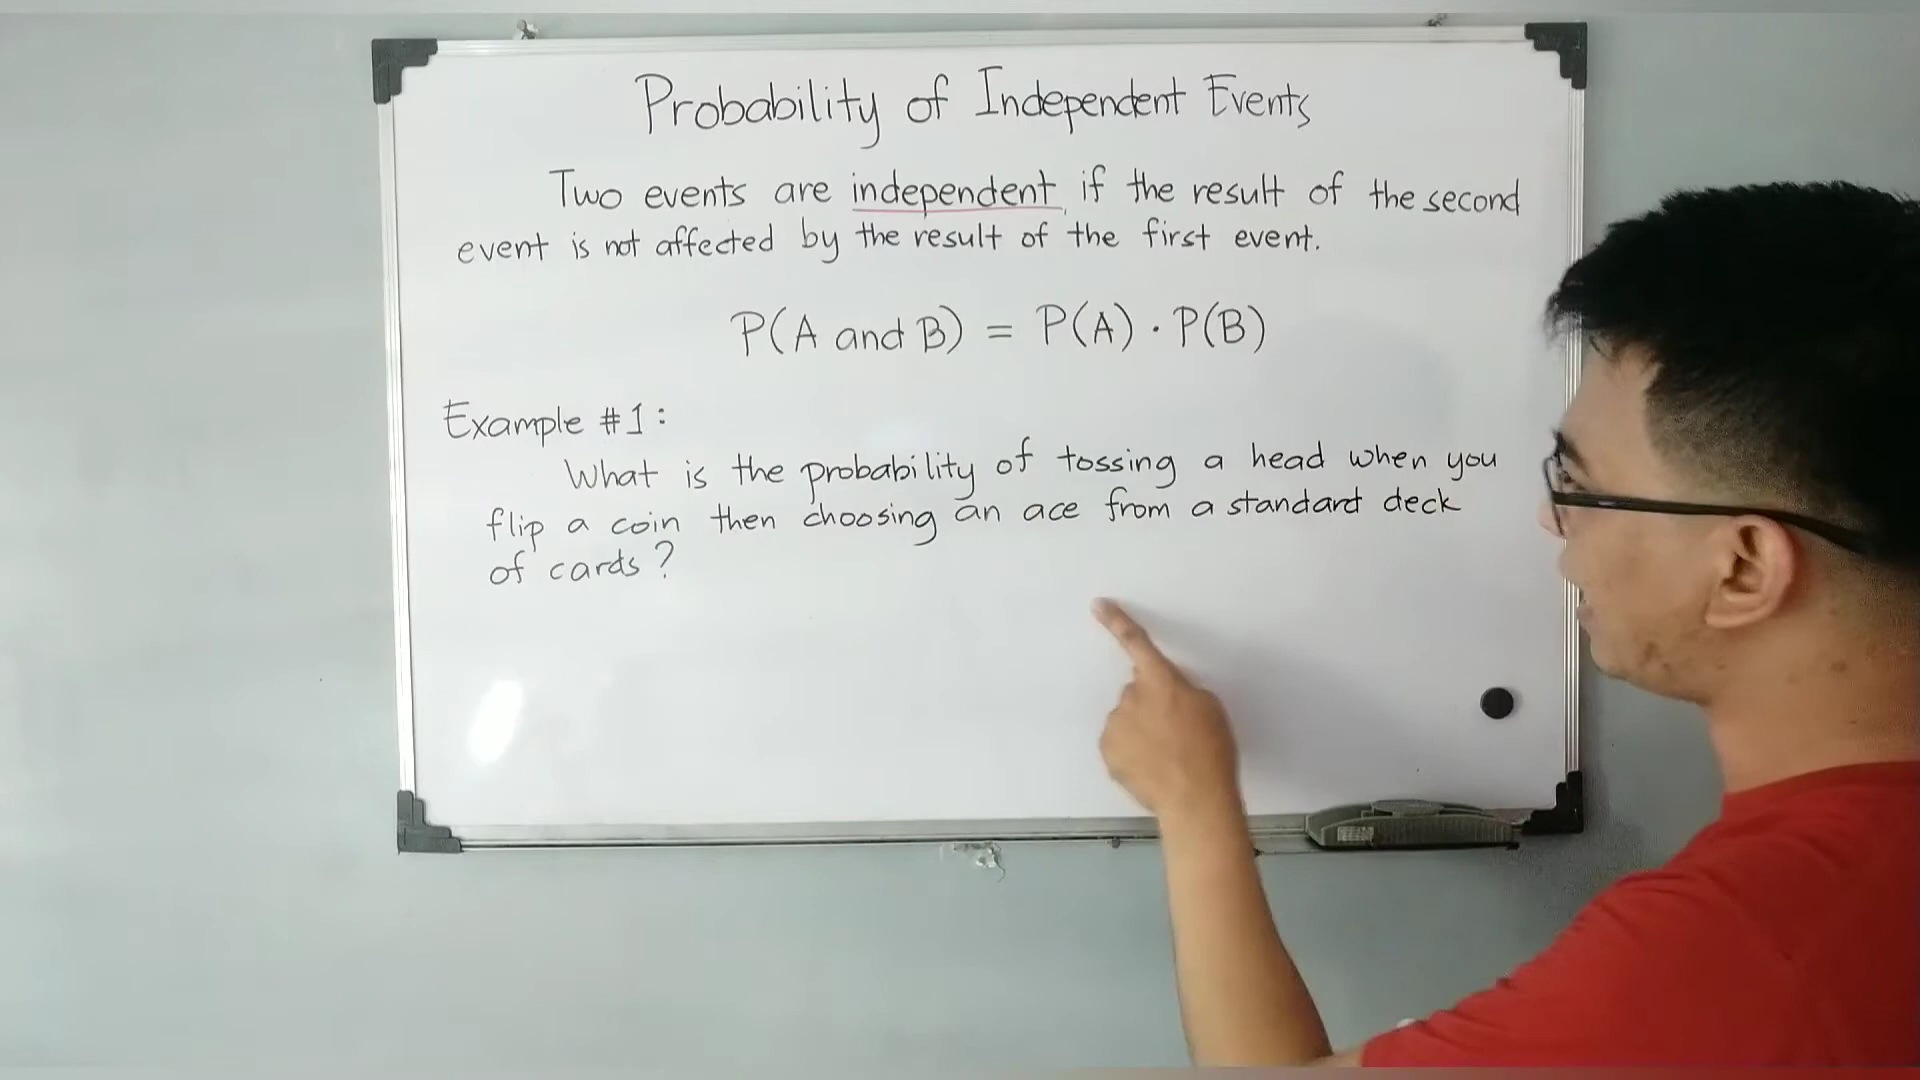 Probability of Independent Events
Two events are independent if the result of the second
event is not affected by the result of the first event.
P(A and B) = P(A) · P(B)
Example #1:
What is the probability of tossing a head when you
flip a coin then choosing an ace from a standard deck
of cards?